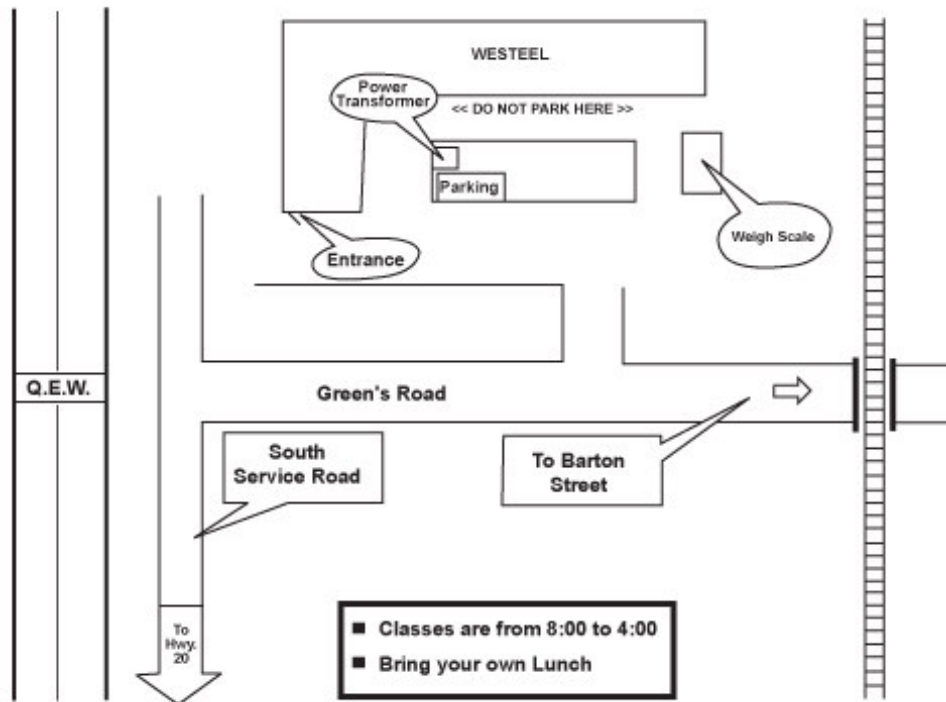 WESTEEL
Power
Transformer
<< DO NOT PARK HERE >>
Parking
Weigh Scale
Entrance
Q.E.W.
Green's Road
South
Service Road
To Barton
Street
To
Hwy.
20
■ Classes are from 8:00 to 4:00
■ Bring your own Lunch